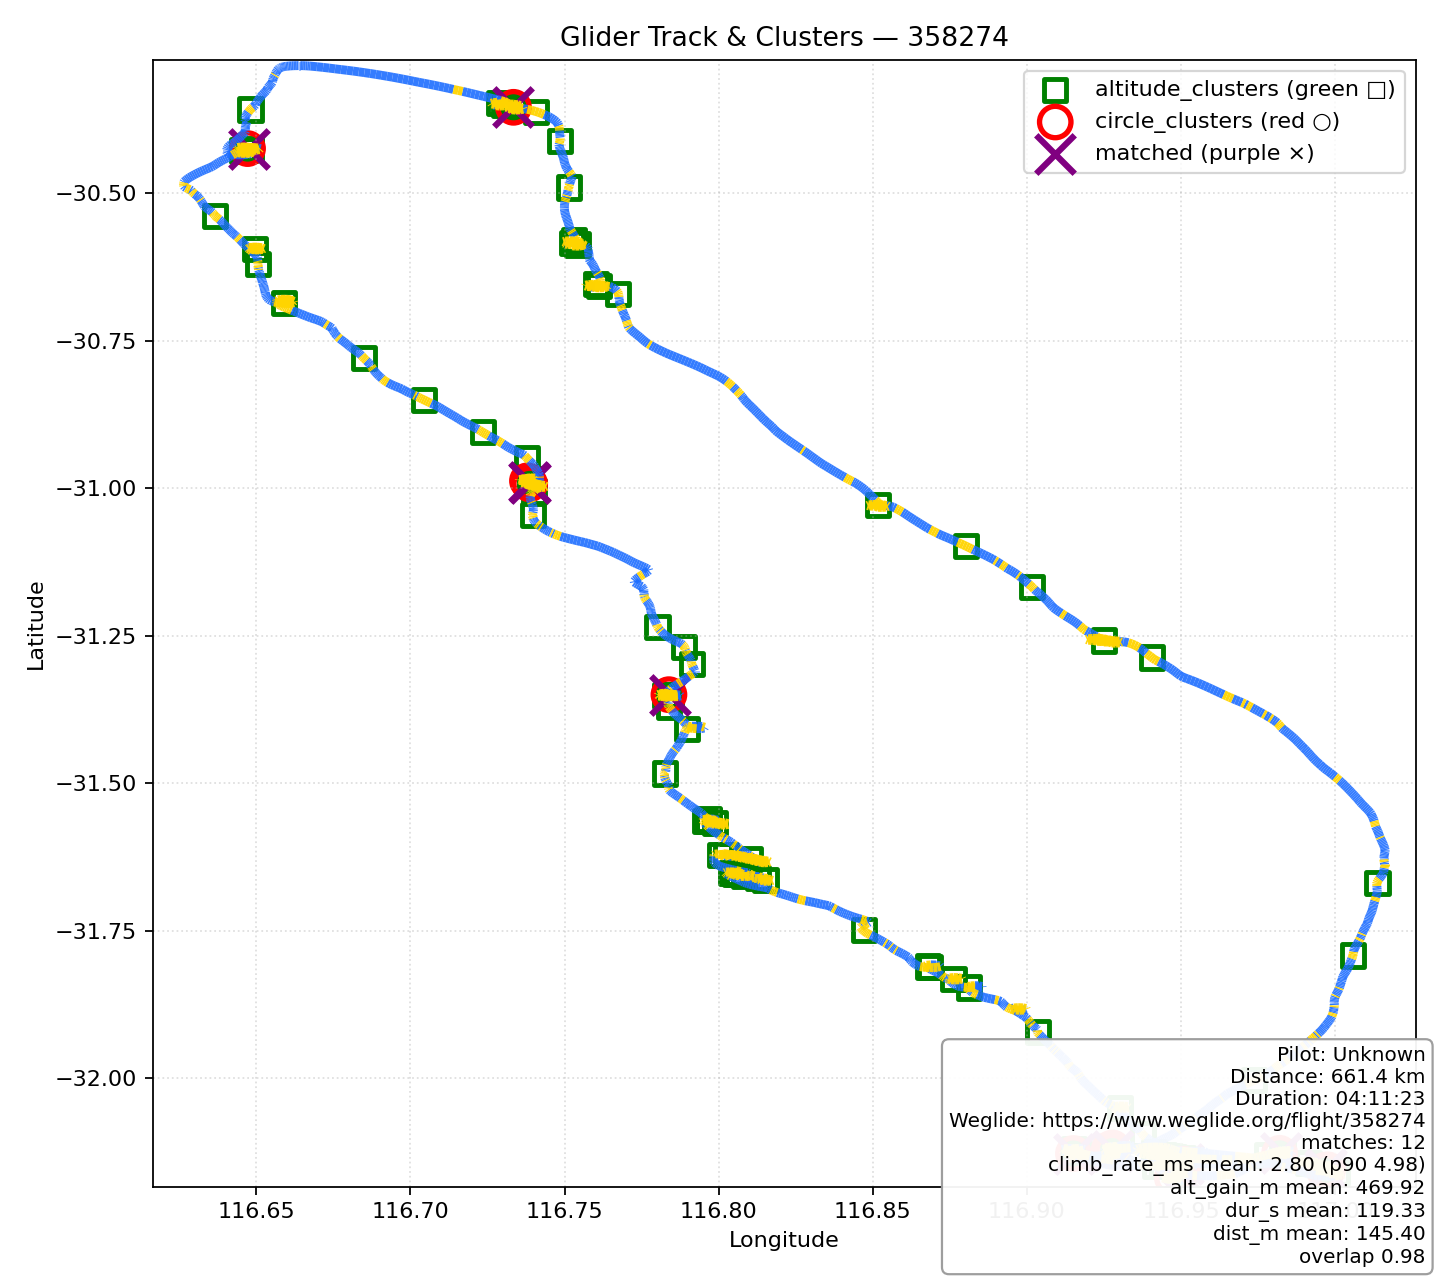 Glider Track & Clusters — 358274
altitude_clusters (green □)
circle_clusters (red ○)
matched (purple ×)
Latitude
−30.50
−30.75
−31.00
−31.25
−31.50
−31.75
−32.00
116.65
116.70
116.75
116.80
116.85
116.90
116.95
Longitude
Pilot: Unknown
Distance: 661.4 km
Duration: 04:11:23
Weglide: https://www.weglide.org/flight/358274
matches: 12
climb_rate_ms mean: 2.80 (p90 4.98)
alt_gain_m mean: 469.92
dur_s mean: 119.33
dist_m mean: 145.40
overlap 0.98